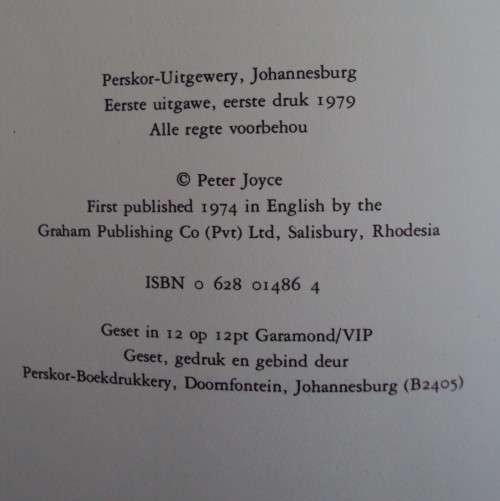 Perskor-Uitgewery, Johannesburg
Eerste uitgawe, eerste druk 1979
Alle regte voorbehou
© Peter Joyce
First published 1974 in English by the
Graham Publishing Co (Pvt) Ltd, Salisbury, Rhodesia
ISBN 0 628 01486 4
Geset in 12 op 12pt Garamond/VIP
Geset, gedruk en gebind deur
Perskor-Boekdrukkery, Doornfontein, Johannesburg (B2405)